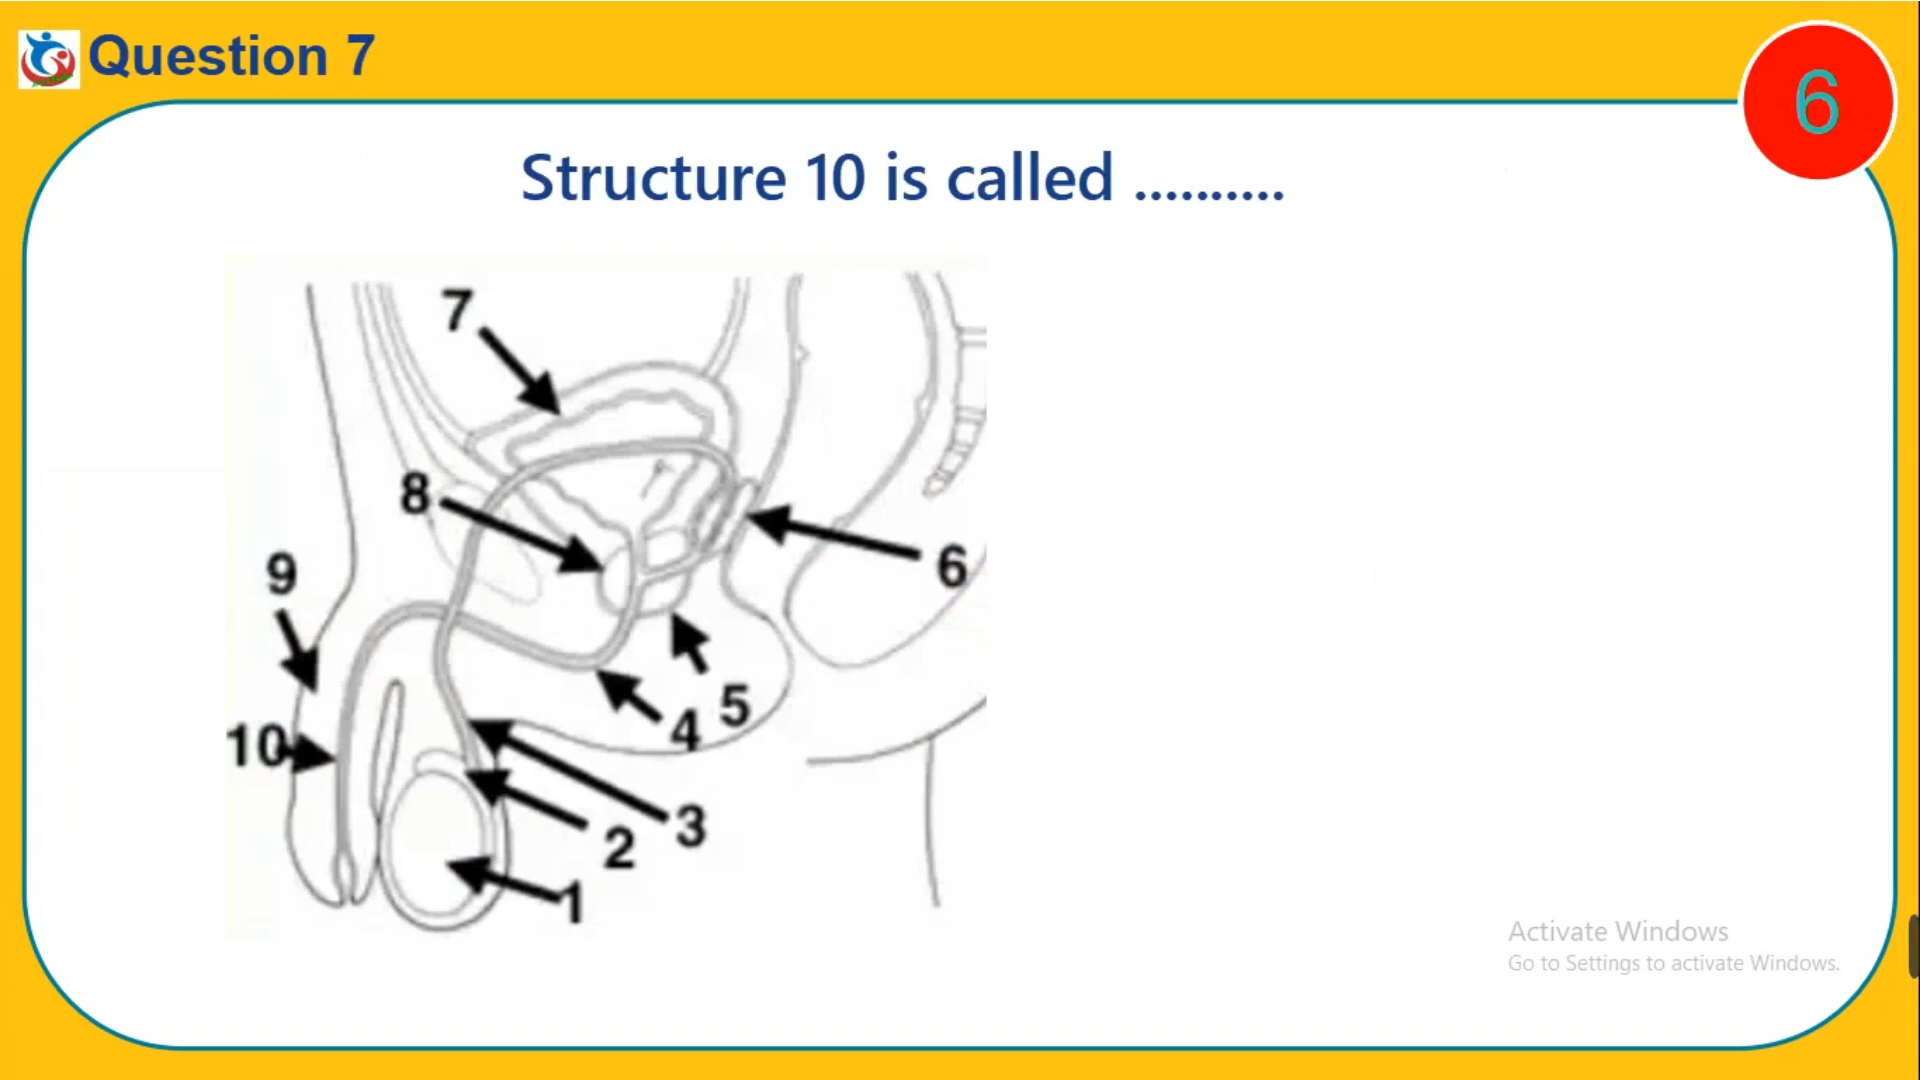 Question 7
6
Structure 10 is called ..........
7
8
6
9
5
4
10
3
2
1
Activate Windows
Go to Settings to activate Windows.